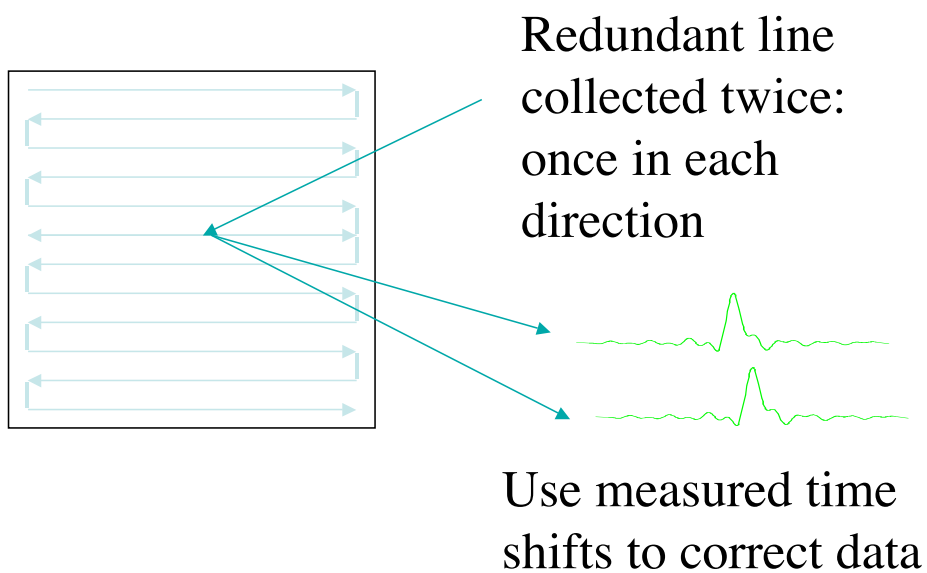 Redundant line
collected twice:
once in each
direction
Use measured time
shifts to correct data